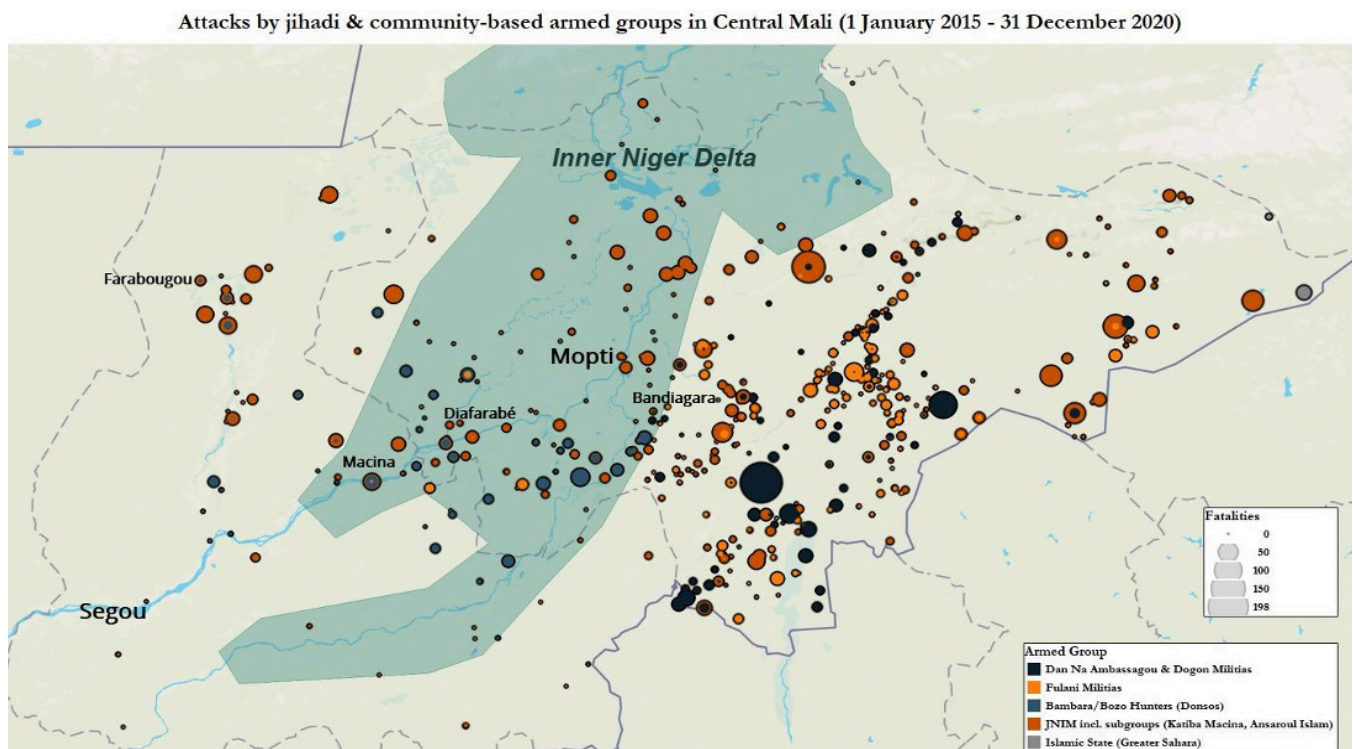 Attacks by jihadi & community-based armed groups in Central Mali (1 January 2015 - 31 December 2020)
Inner Niger Delta
Farabougou
Mopti
Bandiagara
Diafarabé
Macina
Segou
Fatalities
0
50
100
150
198
Armed Group
Dan Na Ambassagou & Dogon Militias
Fulani Militias
Bambara/Bozo Hunters (Donsos)
JNIM incl. subgroups (Katiba Macina, Ansaroul Islam)
Islamic State (Greater Sahara)